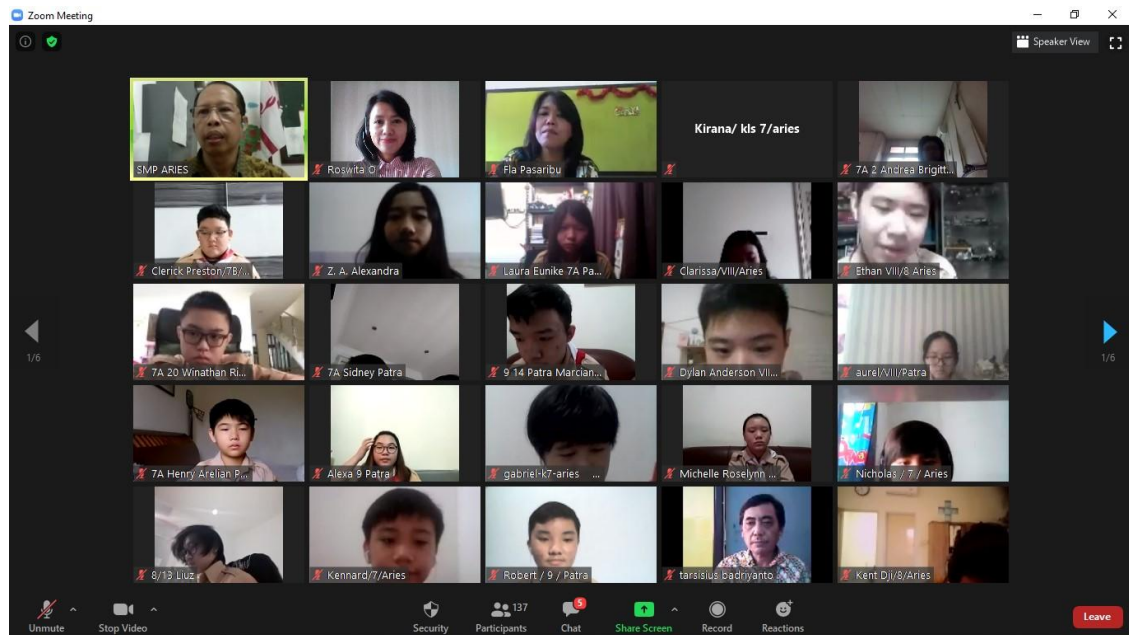 Zoom Meeting
Speaker View
SMP ARIES
Roswita O.
Fla Pasaribu
Kirana/ kls 7/aries
7A 2 Andrea Brigitt...
Clerick Preston/7B/...
Z. A. Alexandra
Laura Eunike 7A Pa...
Clarissa/VIII/Aries
Ethan VIII/8 Aries
1/6
1/6
7A 20 Winathan Ri...
7A Sidney Patra
9 14 Patra Marcian...
Dylan Anderson VII...
aurel/VIII/Patra
7A Henry Arelian P...
Alexa 9 Patra
gabriel-k7-aries ...
Michelle Roselynn ...
Nicholas / 7 / Aries
8/13 Liuz
Kennard/7/Aries
Robert / 9 / Patra
tarsisius badriyanto
Kent Dji/8/Aries
137
5
Unmute
Stop Video
Security
Participants
Chat
Share Screen
Record
Reactions
Leave